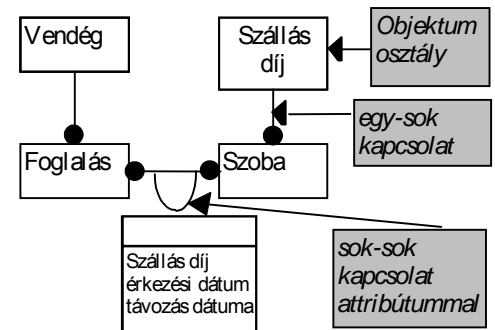 Vendég
Szállás
díj
Objektum
osztály
egy-sok
kapcsolat
Foglalás
Szoba
Szállás díj
érkezési dátum
távozás dátuma
sok-sok
kapcsolat
attribútummal